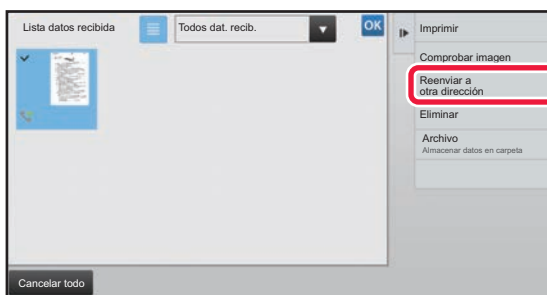 Lista datos recibida
Todos dat. recib.
OK
Imprimir
Comprobar imagen
Reenviar a
otra dirección
Eliminar
Archivo
Almacenar datos en carpeta
Cancelar todo